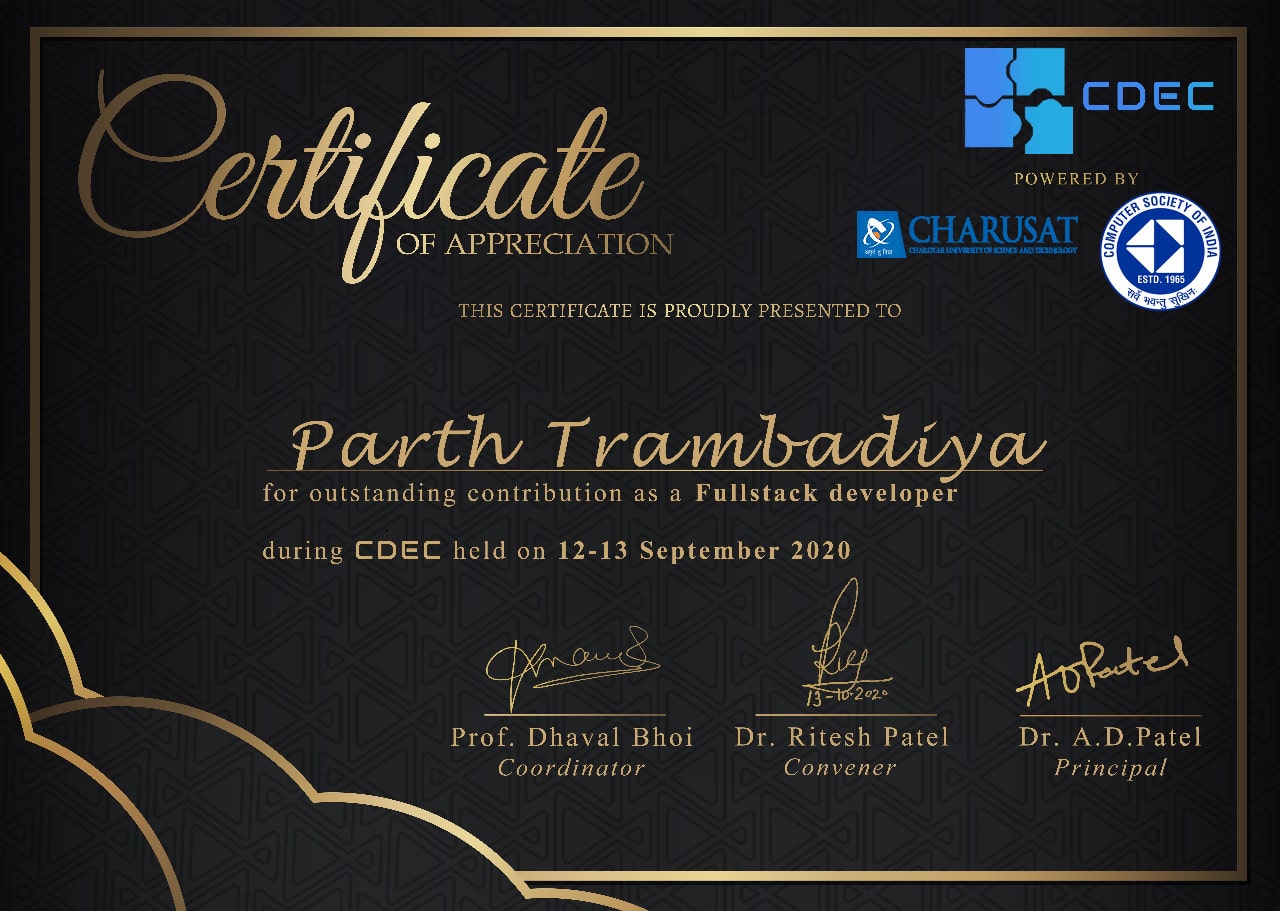 Certificate
OF APPRECIATION
CDEC
POWERED BY
CHARUSAT
CHAROTAR UNIVERSITY OF SCIENCE AND TECHNOLOGY
COMPUTER SOCIETY OF INDIA
ESTD. 1965
सर्वे भवन्तु सुखिनः
THIS CERTIFICATE IS PROUDLY PRESENTED TO
Parth Trambadiya
for outstanding contribution as a Fullstack developer
during CDEC held on 12-13 September 2020
13-10-2020
ADPatel
Prof. Dhaval Bhoi
Coordinator
Dr. Ritesh Patel
Convener
Dr. A.D.Patel
Principal